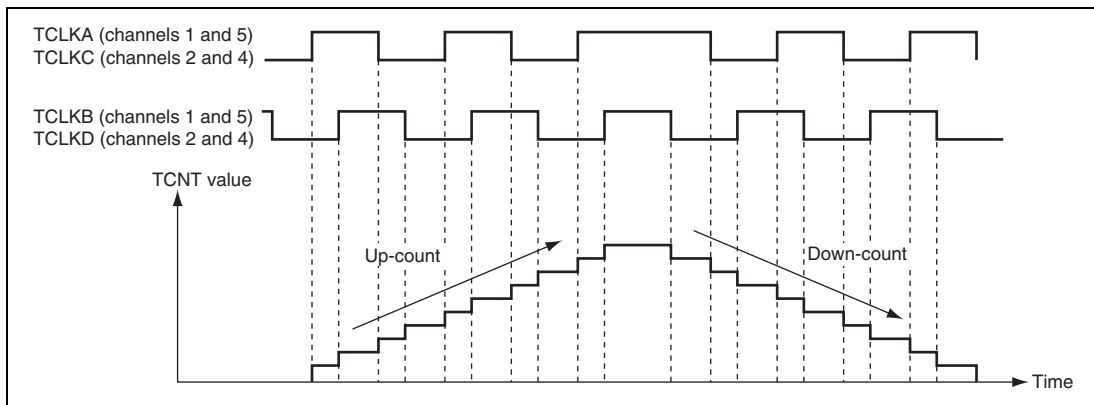 TCLKA (channels 1 and 5)
TCLKC (channels 2 and 4)
TCLKB (channels 1 and 5)
TCLKD (channels 2 and 4)
TCNT value
Up-count
Down-count
Time